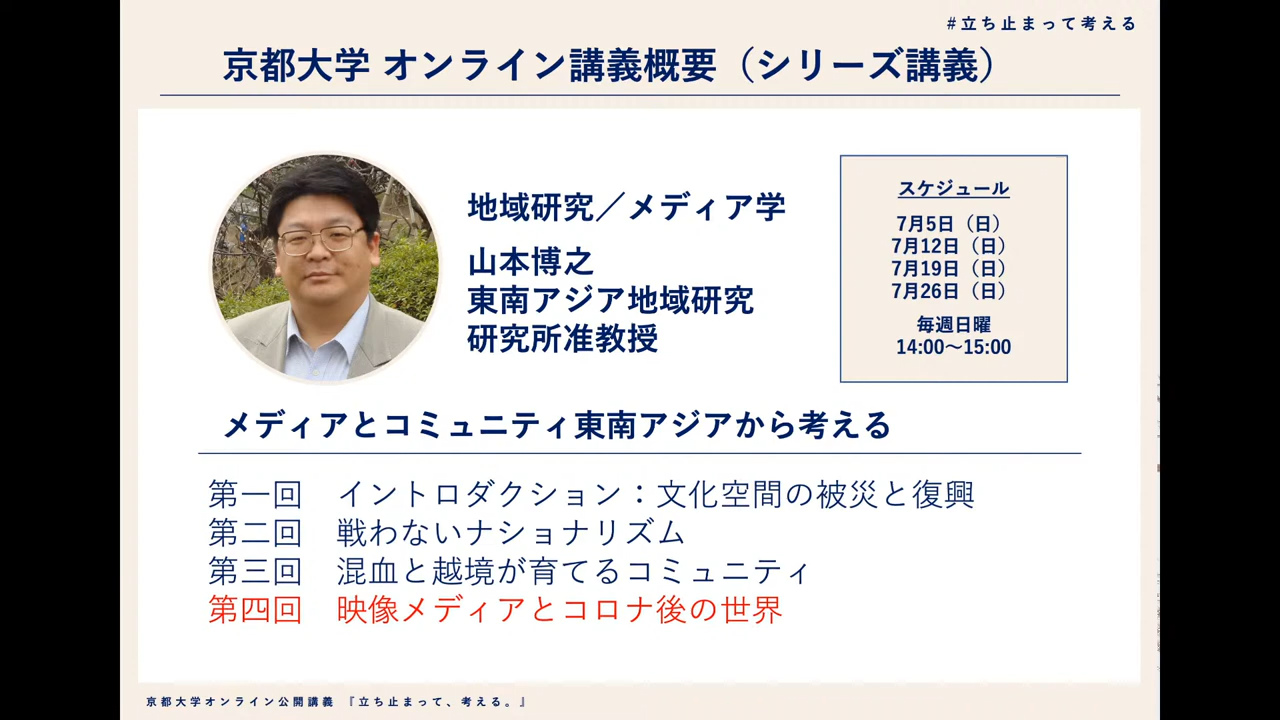 #立ち止まって考える
京都大学 オンライン講義概要（シリーズ講義）
地域研究／メディア学
山本博之
東南アジア地域研究
研究所准教授
スケジュール
7月5日（日）
7月12日（日）
7月19日（日）
7月26日（日）
毎週日曜
14:00〜15:00
メディアとコミュニティ東南アジアから考える
第一回　イントロダクション：文化空間の被災と復興
第二回　戦わないナショナリズム
第三回　混血と越境が育てるコミュニティ
第四回　映像メディアとコロナ後の世界
京都大学オンライン公開講義 『立ち止まって、考える。』